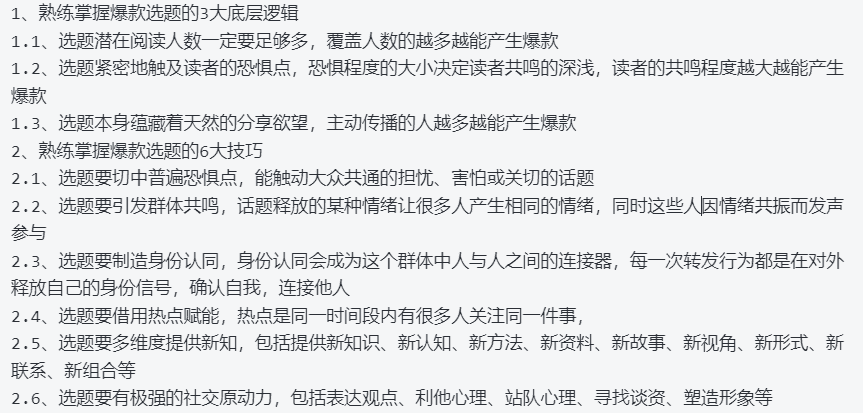 1、熟练掌握爆款选题的3大底层逻辑
1.1、选题潜在阅读人数一定要足够多，覆盖人数的越多越能产生爆款
1.2、选题紧密地触及读者的恐惧点，恐惧程度的大小决定读者共鸣的深浅，读者的共鸣程度越大越能产生
爆款
1.3、选题本身蕴藏着天然的分享欲望，主动传播的人越多越能产生爆款
2、熟练掌握爆款选题的6大技巧
2.1、选题要切中普遍恐惧点，能触动大众共通的担忧、害怕或关切的话题
2.2、选题要引发群体共鸣，话题释放的某种情绪让很多人产生相同的情绪，同时这些人因情绪共振而发声
参与
2.3、选题要制造身份认同，身份认同会成为这个群体中人与人之间的连接器，每一次转发行为都是在对外
释放自己的身份信号，确认自我，连接他人
2.4、选题要借用热点赋能，热点是同一时间段内有很多人关注同一件事，
2.5、选题要多维度提供新知，包括提供新知识、新认知、新方法、新资料、新故事、新视角、新形式、新
联系、新组合等
2.6、选题要有极强的社交原动力，包括表达观点、利他心理、站队心理、寻找谈资、塑造形象等